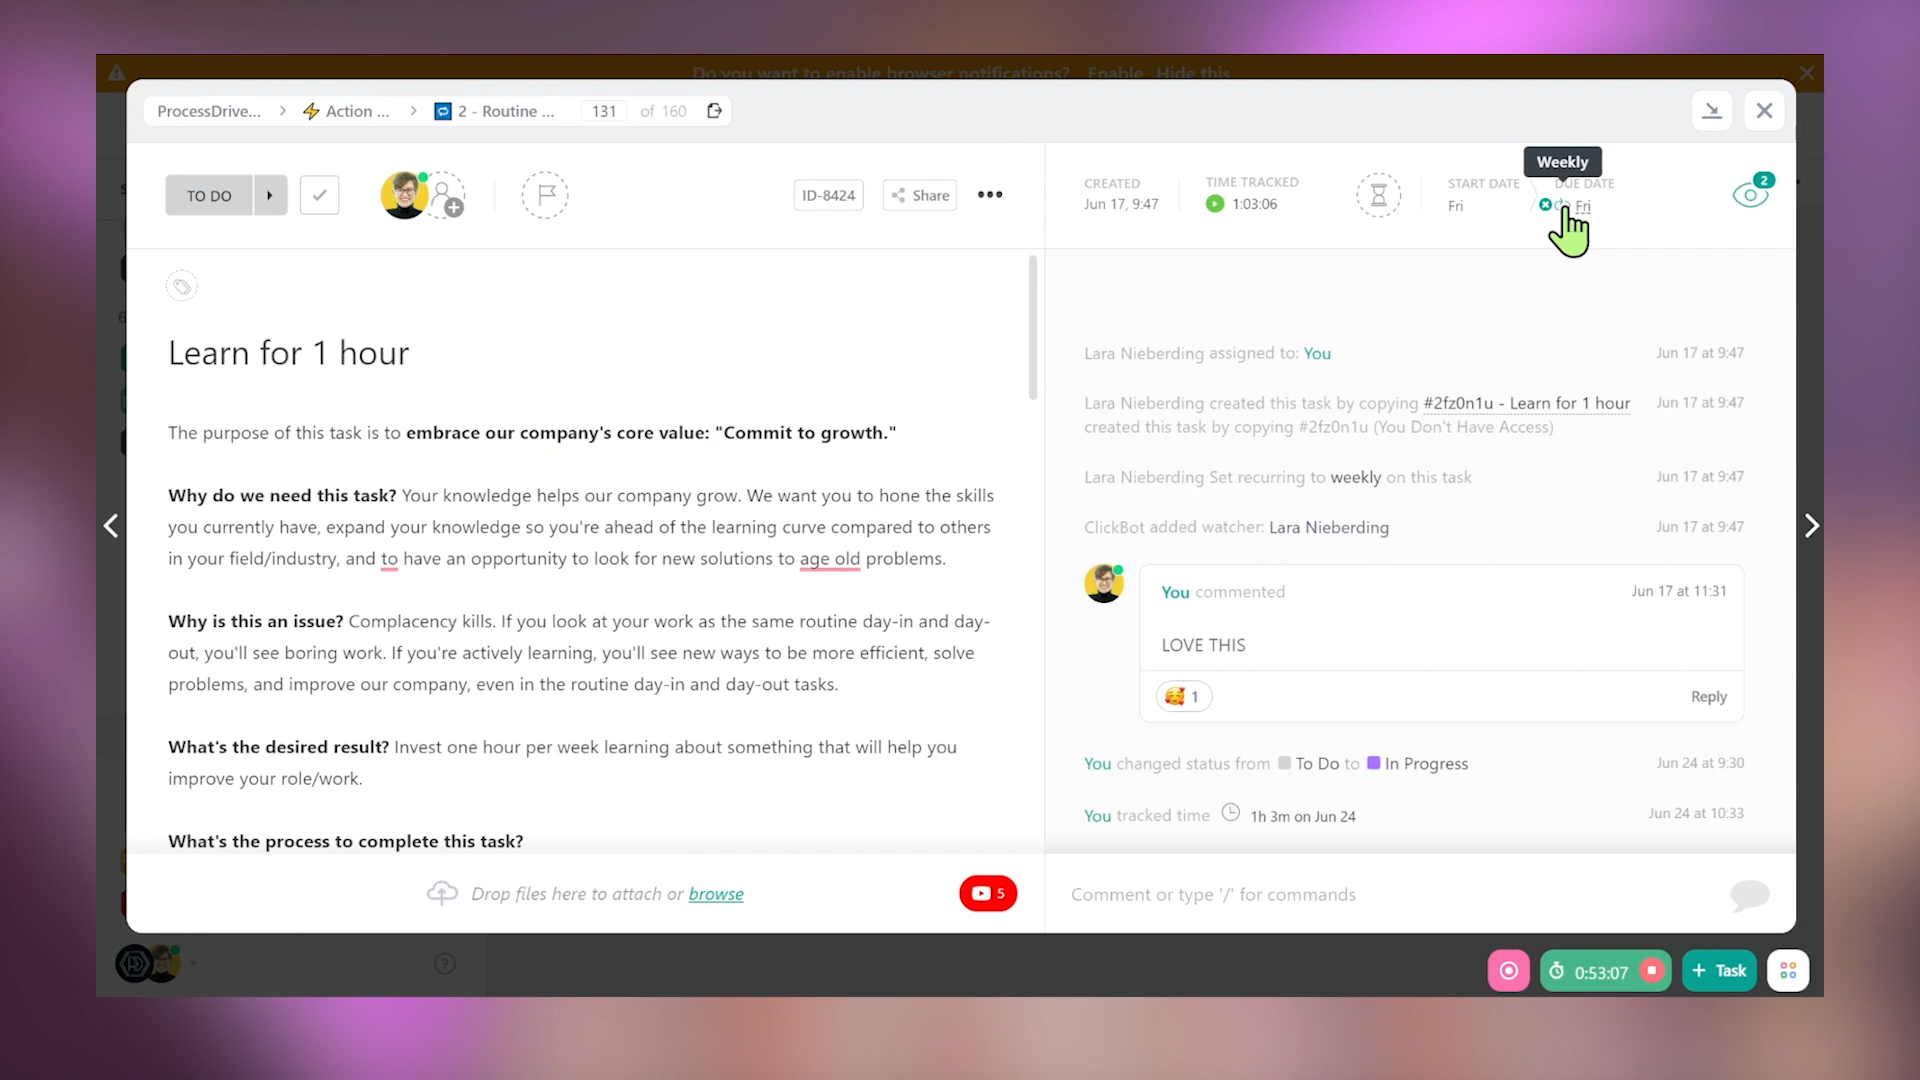 Do you want to enable browser notifications? Enable Hide this
ProcessDrive... > Action ... > 2 - Routine ... 131 of 160
TO DO
ID-8424
Share
CREATED
Jun 17, 9:47
TIME TRACKED
1:03:06
START DATE
Fri
Weekly
DUE DATE
Fri
2
Learn for 1 hour
The purpose of this task is to embrace our company's core value: "Commit to growth."
Why do we need this task? Your knowledge helps our company grow. We want you to hone the skills
you currently have, expand your knowledge so you're ahead of the learning curve compared to others
in your field/industry, and to have an opportunity to look for new solutions to age old problems.
Why is this an issue? Complacency kills. If you look at your work as the same routine day-in and day-
out, you'll see boring work. If you're actively learning, you'll see new ways to be more efficient, solve
problems, and improve our company, even in the routine day-in and day-out tasks.
What's the desired result? Invest one hour per week learning about something that will help you
improve your role/work.
What's the process to complete this task?
Drop files here to attach or browse
5
Lara Nieberding assigned to: You Jun 17 at 9:47
Lara Nieberding created this task by copying #2fz0n1u - Learn for 1 hour Jun 17 at 9:47
created this task by copying #2fz0n1u (You Don't Have Access)
Lara Nieberding Set recurring to weekly on this task Jun 17 at 9:47
ClickBot added watcher: Lara Nieberding Jun 17 at 9:47
You commented Jun 17 at 11:31
LOVE THIS
1 Reply
You changed status from To Do to In Progress Jun 24 at 9:30
You tracked time 1h 3m on Jun 24 Jun 24 at 10:33
Comment or type '/' for commands
0:53:07
+ Task